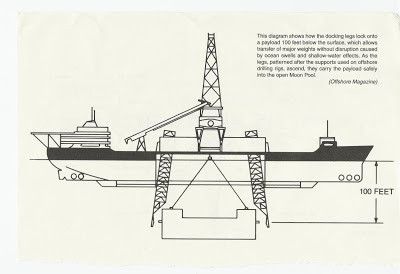 This diagram shows how the docking legs lock onto
a payload 100 feet below the surface, which allows
transfer of major weights without disruption caused
by ocean swells and shallow-water effects. As the
legs, patterned after the supports used on offshore
drilling rigs, ascend, they carry the payload safely
into the open Moon Pool.
(Offshore Magazine)
100 FEET